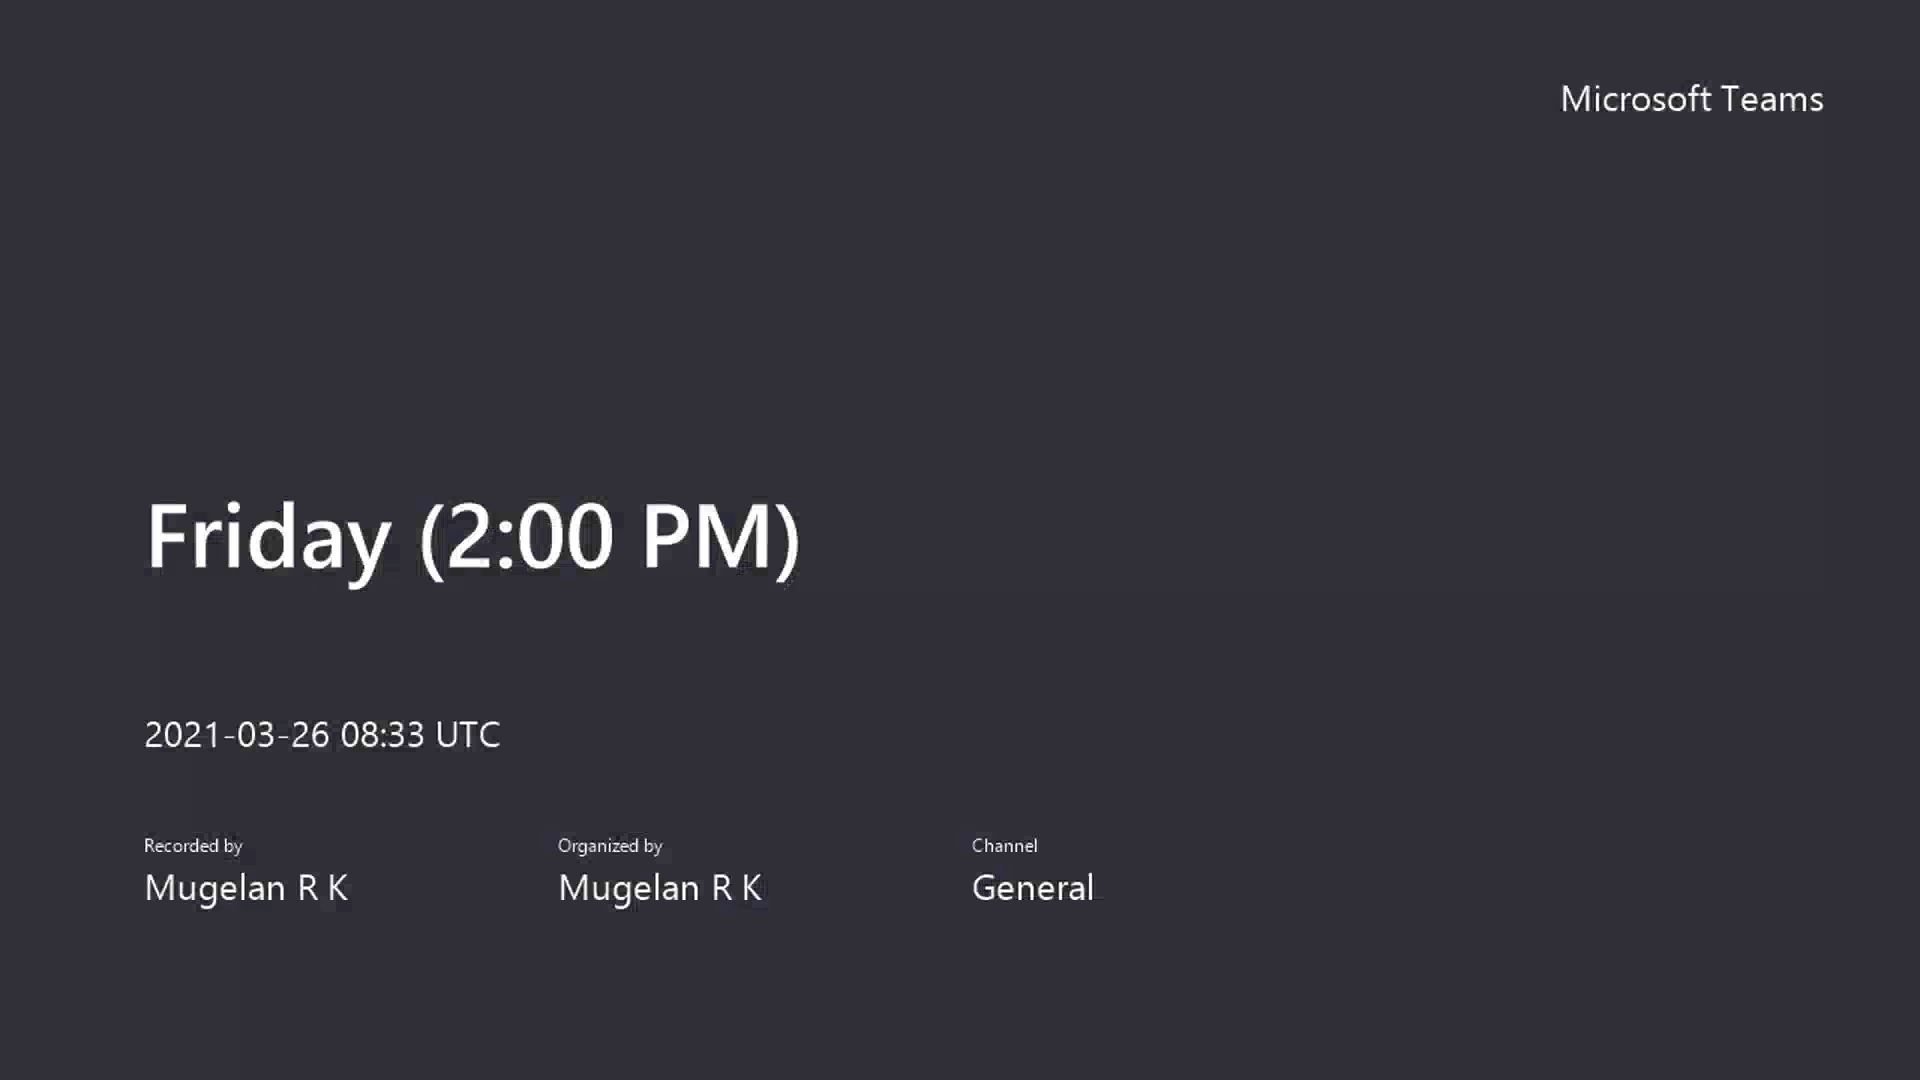 Microsoft Teams
Friday (2:00 PM)
2021-03-26 08:33 UTC
Recorded by
Mugelan R K
Organized by
Mugelan R K
Channel
General